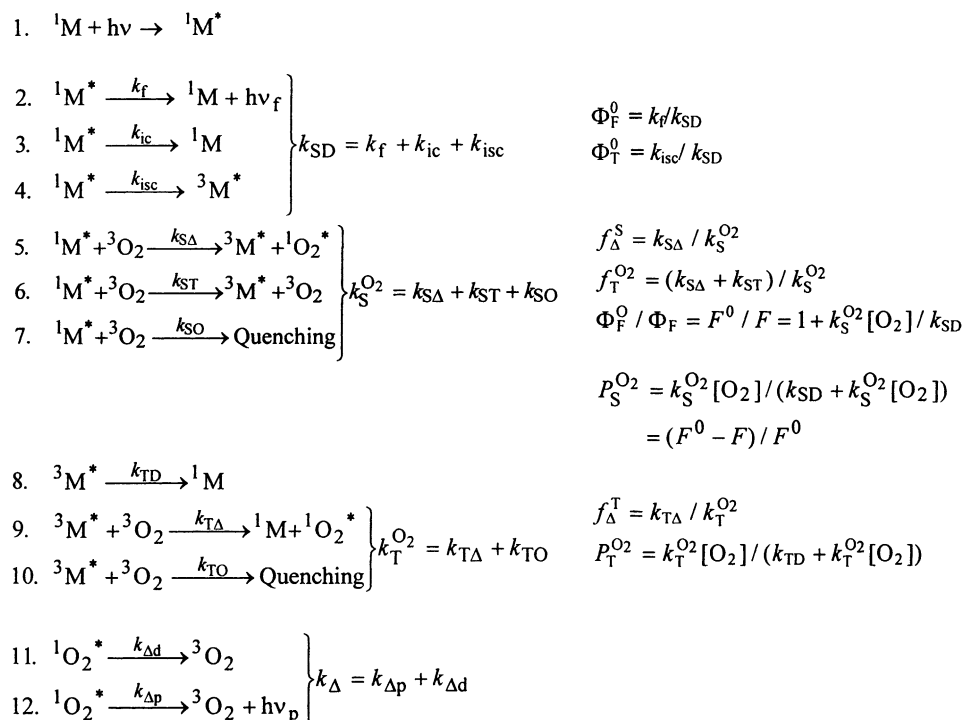 1. ¹M + hν → ¹M*
2. ¹M* —k_f→ ¹M + hν_f
3. ¹M* —k_ic→ ¹M
4. ¹M* —k_isc→ ³M*
k_SD = k_f + k_ic + k_isc
Φ_F^0 = k_f/k_SD
Φ_T^0 = k_isc/ k_SD
5. ¹M*+³O₂ —k_SΔ→ ³M*+¹O₂*
6. ¹M*+³O₂ —k_ST→ ³M*+³O₂
7. ¹M*+³O₂ —k_SO→ Quenching
k_S^O₂ = k_SΔ + k_ST + k_SO
f_Δ^S = k_SΔ / k_S^O₂
f_T^O₂ = (k_SΔ + k_ST) / k_S^O₂
Φ_F^O / Φ_F = F⁰ / F = 1 + k_S^O₂[O₂] / k_SD
P_S^O₂ = k_S^O₂[O₂]/(k_SD + k_S^O₂[O₂])
= (F⁰ − F) / F⁰
8. ³M* —k_TD→ ¹M
9. ³M* + ³O₂ —k_TΔ→ ¹M+¹O₂*
10. ³M* + ³O₂ —k_TO→ Quenching
k_T^O₂ = k_TΔ + k_TO
f_Δ^T = k_TΔ / k_T^O₂
P_T^O₂ = k_T^O₂[O₂]/(k_TD + k_T^O₂[O₂])
11. ¹O₂* —k_Δd→ ³O₂
12. ¹O₂* —k_Δp→ ³O₂ + hν_p
k_Δ = k_Δp + k_Δd